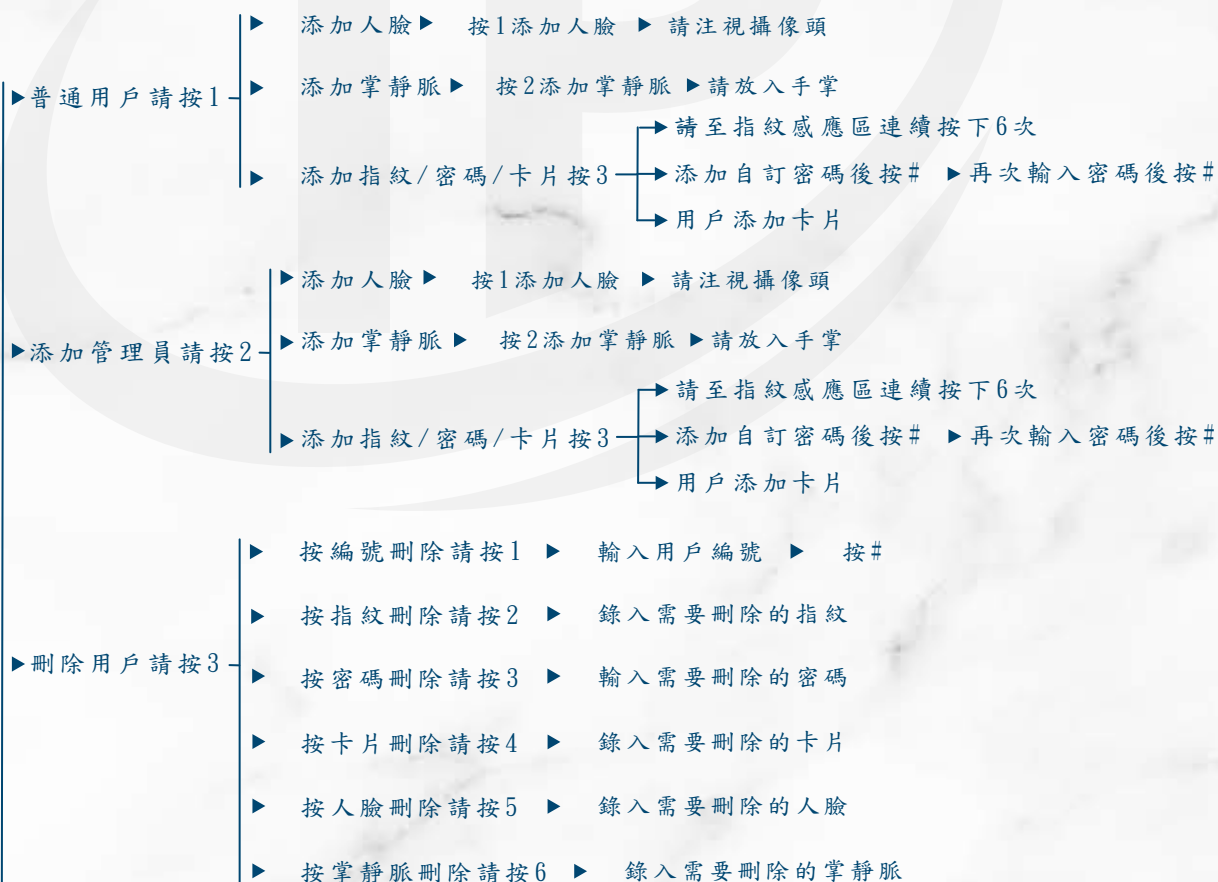 添加人臉 按1添加人臉 請注視攝像頭
普通用戶請按1
添加掌靜脈 按2添加掌靜脈 請放入手掌
請至指紋感應區連續按下6次
添加指紋/密碼/卡片按3 添加自訂密碼後按# 再次輸入密碼後按#
用戶添加卡片
添加人臉 按1添加人臉 請注視攝像頭
添加管理員請按2
添加掌靜脈 按2添加掌靜脈 請放入手掌
請至指紋感應區連續按下6次
添加指紋/密碼/卡片按3 添加自訂密碼後按# 再次輸入密碼後按#
用戶添加卡片
按編號刪除請按1 輸入用戶編號 按#
按指紋刪除請按2 錄入需要刪除的指紋
刪除用戶請按3
按密碼刪除請按3 輸入需要刪除的密碼
按卡片刪除請按4 錄入需要刪除的卡片
按人臉刪除請按5 錄入需要刪除的人臉
按掌靜脈刪除請按6 錄入需要刪除的掌靜脈